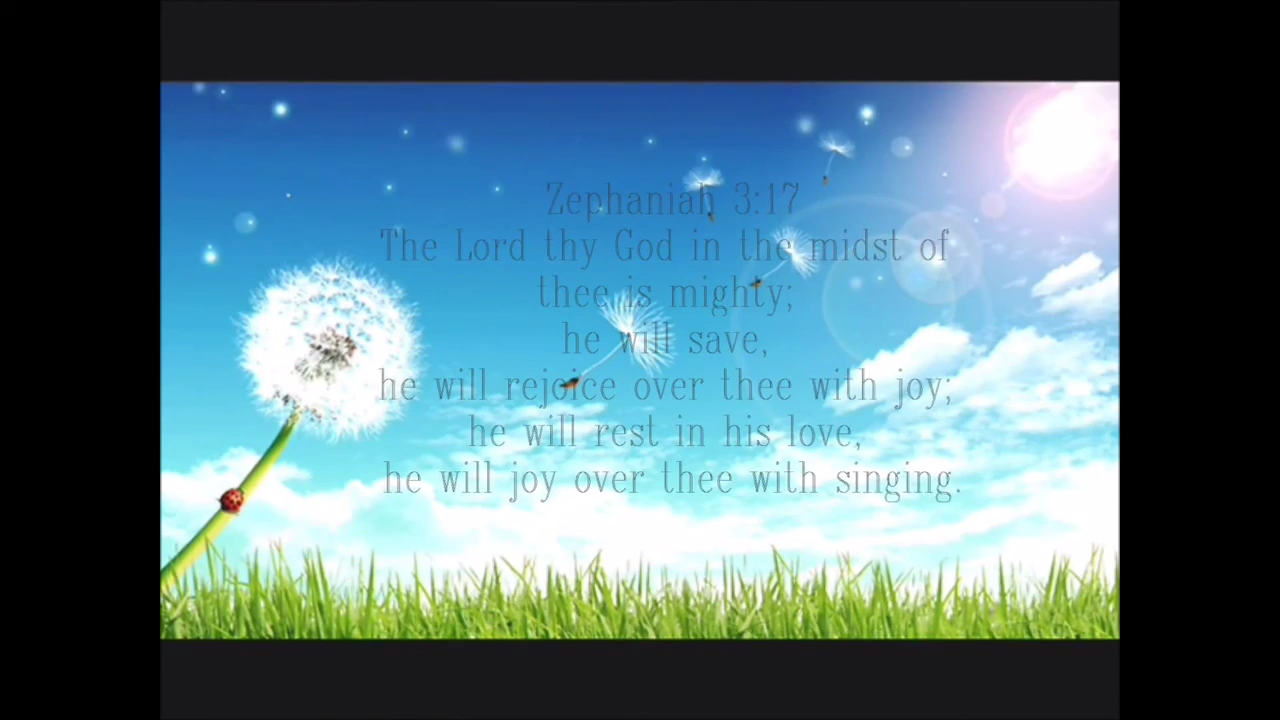 Zephaniah 3:17
The Lord thy God in the midst of
thee is mighty;
he will save,
he will rejoice over thee with joy;
he will rest in his love,
he will joy over thee with singing.